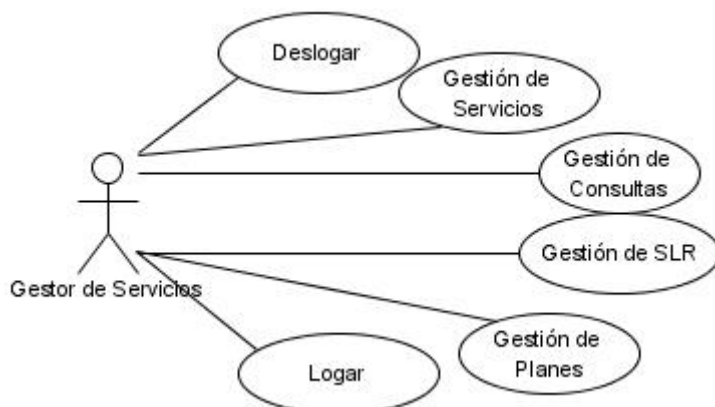 Deslogar
Gestión de
Servicios
Gestión de
Consultas
Gestión de SLR
Gestor de Servicios
Gestión de
Planes
Logar